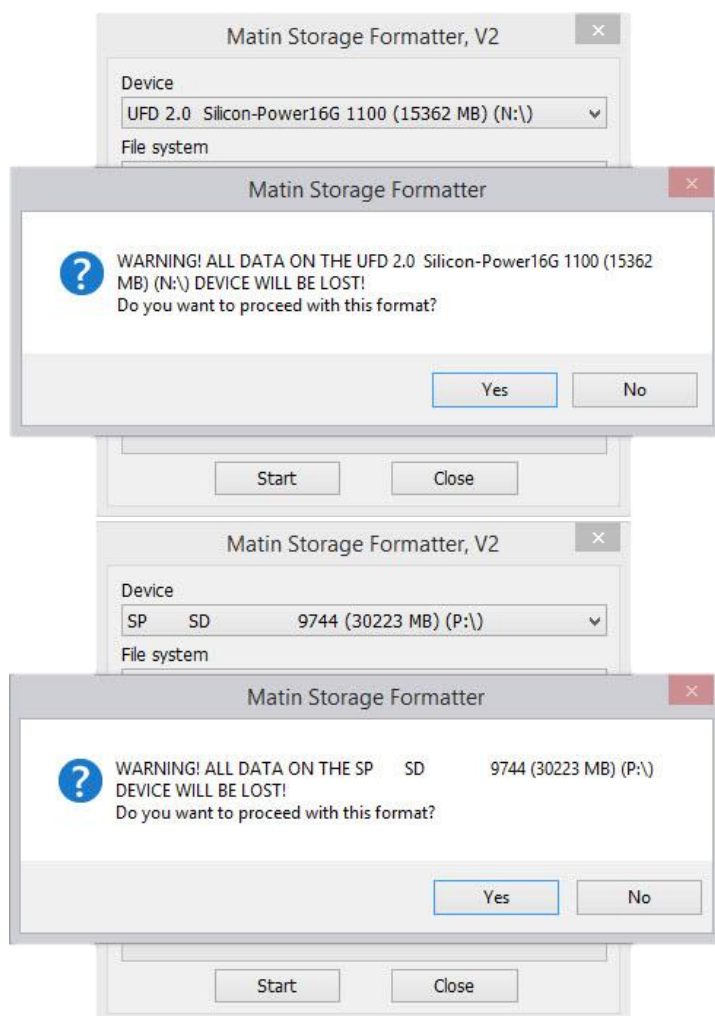 Matin Storage Formatter, V2
Device
UFD 2.0 Silicon-Power16G 1100 (15362 MB) (N:\)
File system
Matin Storage Formatter
WARNING! ALL DATA ON THE UFD 2.0 Silicon-Power16G 1100 (15362
MB) (N:\) DEVICE WILL BE LOST!
Do you want to proceed with this format?
Yes No
Start Close
Matin Storage Formatter, V2
Device
SP SD 9744 (30223 MB) (P:\)
File system
Matin Storage Formatter
WARNING! ALL DATA ON THE SP SD 9744 (30223 MB) (P:\)
DEVICE WILL BE LOST!
Do you want to proceed with this format?
Yes No
Start Close